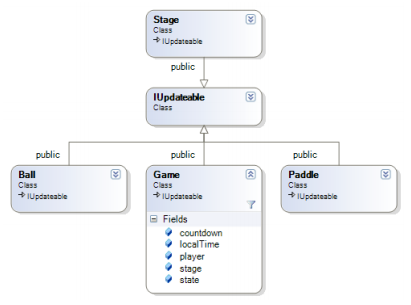 Stage
Class
IUpdateable
public
IUpdateable
Class
public
public
public
Ball
Class
IUpdateable
Game
Class
IUpdateable
Fields
countdown
localTime
player
stage
state
Paddle
Class
IUpdateable